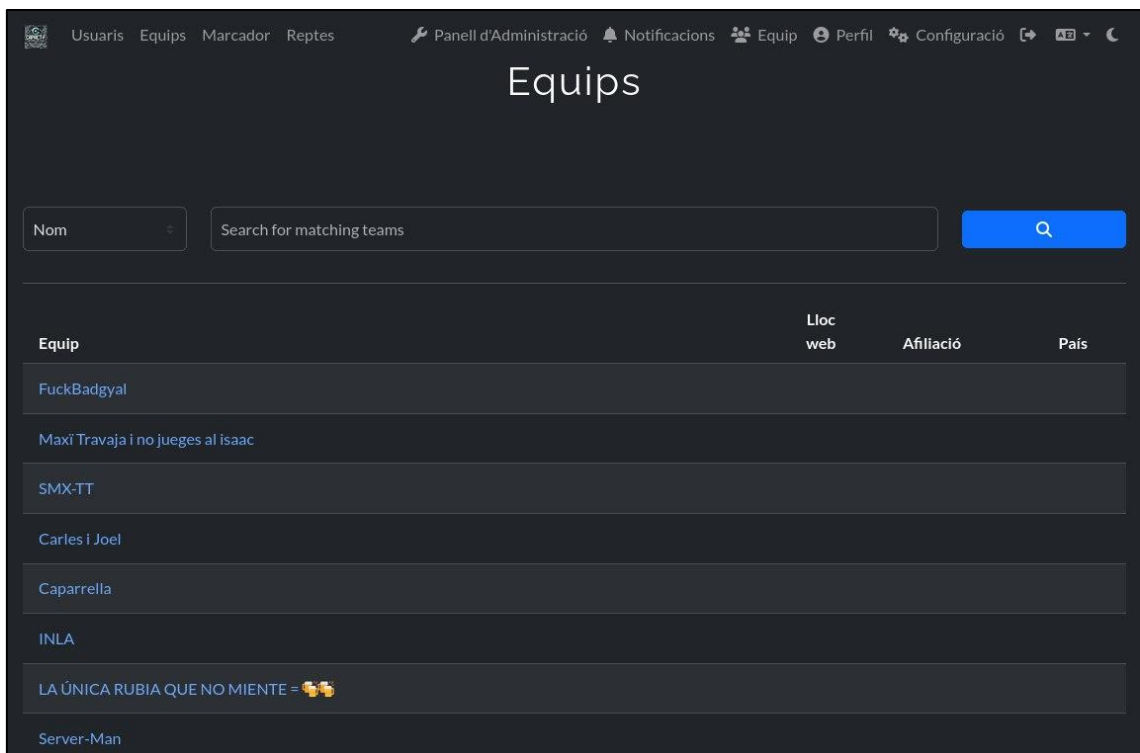 Usuaris Equips Marcador Reptes Panell d'Administració Notificacions Equip Perfil Configuració
Equips
Nom Search for matching teams
Equip Lloc web Afiliació País
FuckBadgyal
Maxï Travaja i no jueges al isaac
SMX-TT
Carles i Joel
Caparrella
INLA
LA ÚNICA RUBIA QUE NO MIENTE = 🍻🍻
Server-Man